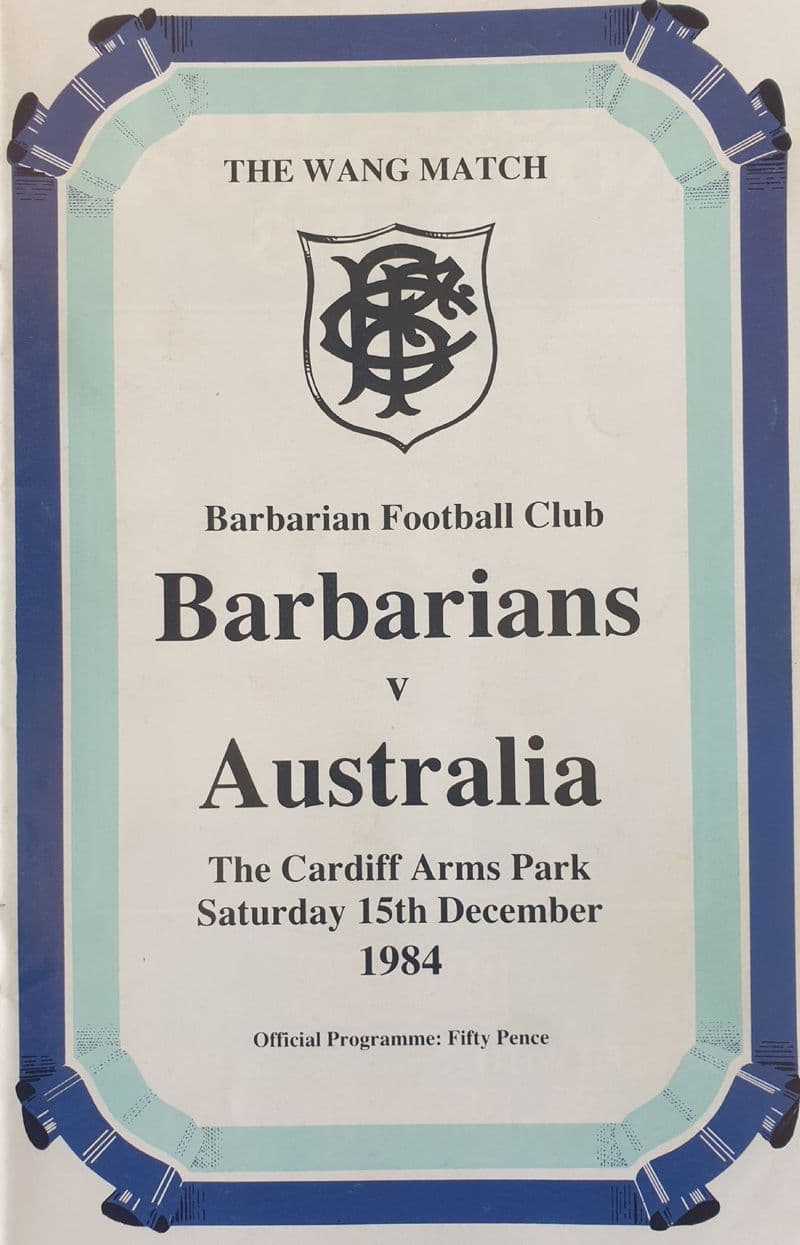 THE WANG MATCH
BFC
Barbarian Football Club
Barbarians
v
Australia
The Cardiff Arms Park
Saturday 15th December
1984
Official Programme: Fifty Pence